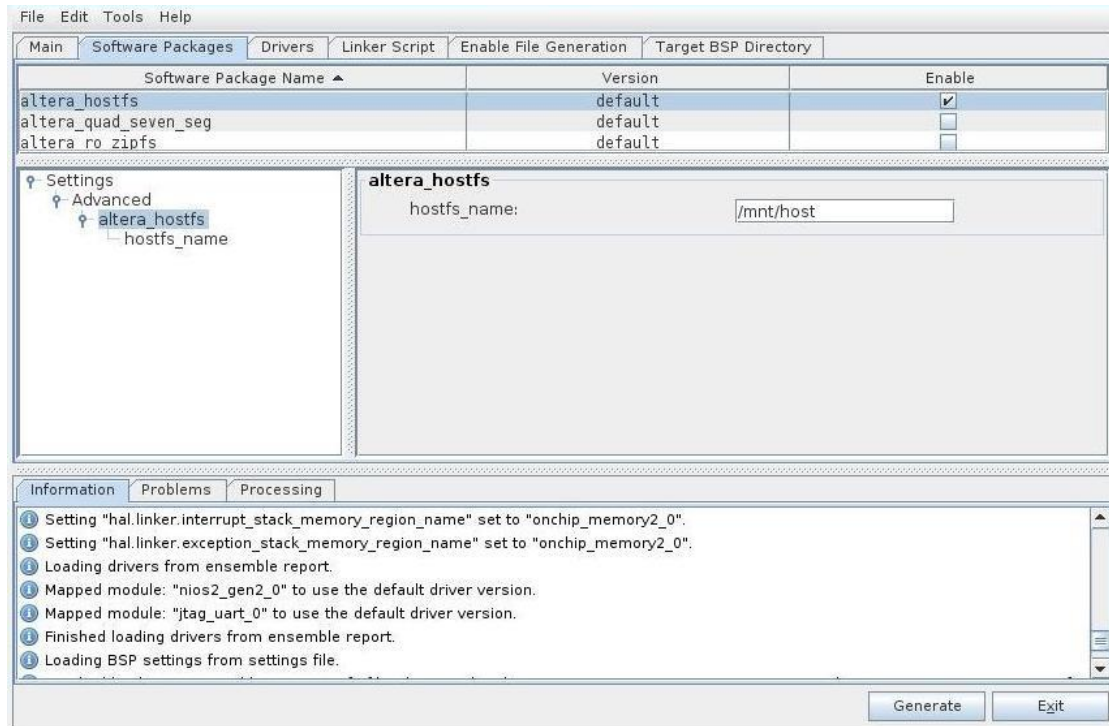 File Edit Tools Help
Main Software Packages Drivers Linker Script Enable File Generation Target BSP Directory
Software Package Name Version Enable
altera_hostfs default
altera_quad_seven_seg default
altera_ro_zipfs default
Settings
Advanced
altera_hostfs
hostfs_name
altera_hostfs
hostfs_name: /mnt/host
Information Problems Processing
Setting "hal.linker.interrupt_stack_memory_region_name" set to "onchip_memory2_0".
Setting "hal.linker.exception_stack_memory_region_name" set to "onchip_memory2_0".
Loading drivers from ensemble report.
Mapped module: "nios2_gen2_0" to use the default driver version.
Mapped module: "jtag_uart_0" to use the default driver version.
Finished loading drivers from ensemble report.
Loading BSP settings from settings file.
Generate Exit